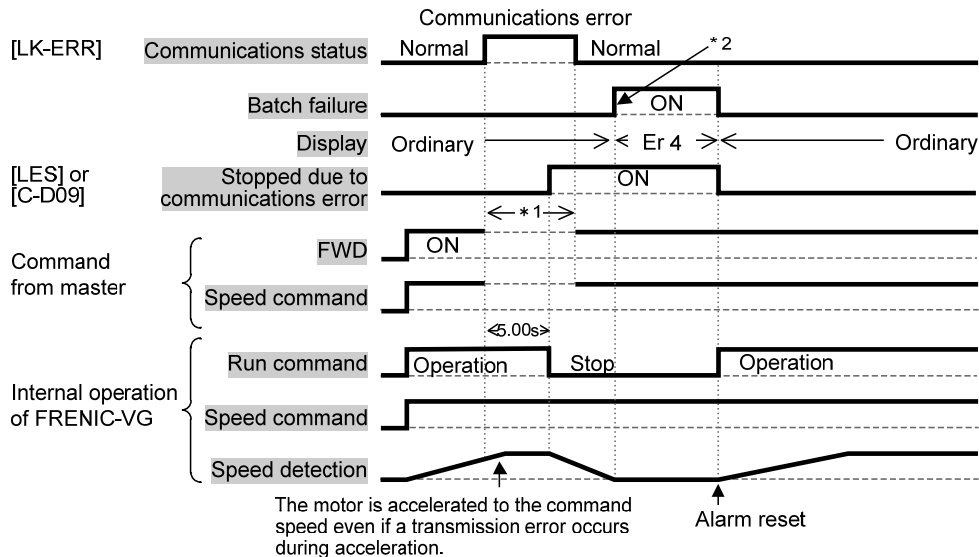 Communications error
[LK-ERR] Communications status Normal Normal *2
Batch failure ON
Display Ordinary Er 4 Ordinary
[LES] or
[C-D09]
Stopped due to
communications error
ON
*1
Command
from master
FWD ON
Speed command
5.00s
Internal operation
of FRENIC-VG
Run command Operation Stop Operation
Speed command
Speed detection
The motor is accelerated to the command
speed even if a transmission error occurs
during acceleration.
Alarm reset